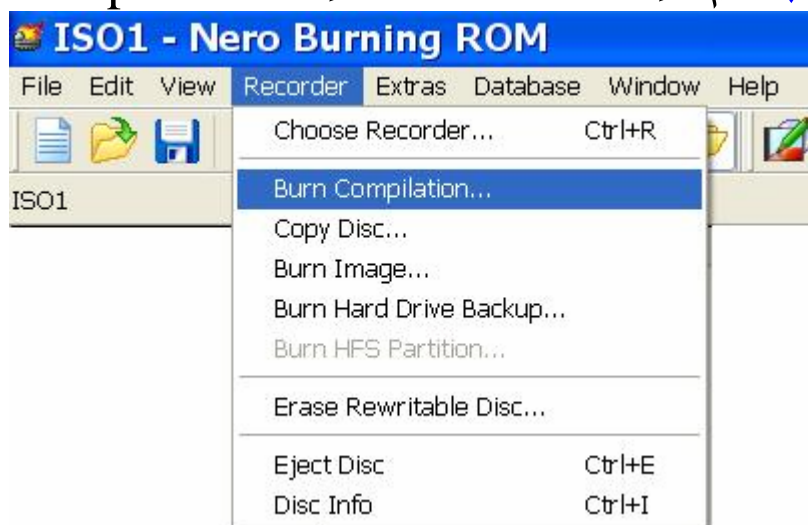 ISO1 - Nero Burning ROM
File Edit View Recorder Extras Database Window Help
Choose Recorder... Ctrl+R
ISO1
Burn Compilation...
Copy Disc...
Burn Image...
Burn Hard Drive Backup...
Burn HFS Partition...
Erase Rewritable Disc...
Eject Disc Ctrl+E
Disc Info Ctrl+I